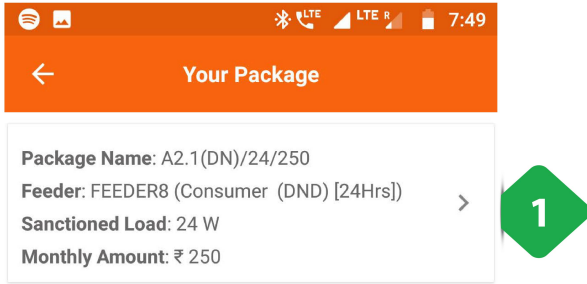 LTE LTE R 7:49
Your Package
Package Name: A2.1(DN)/24/250
Feeder: FEEDER8 (Consumer (DND) [24Hrs])
Sanctioned Load: 24 W
Monthly Amount: ₹ 250
1